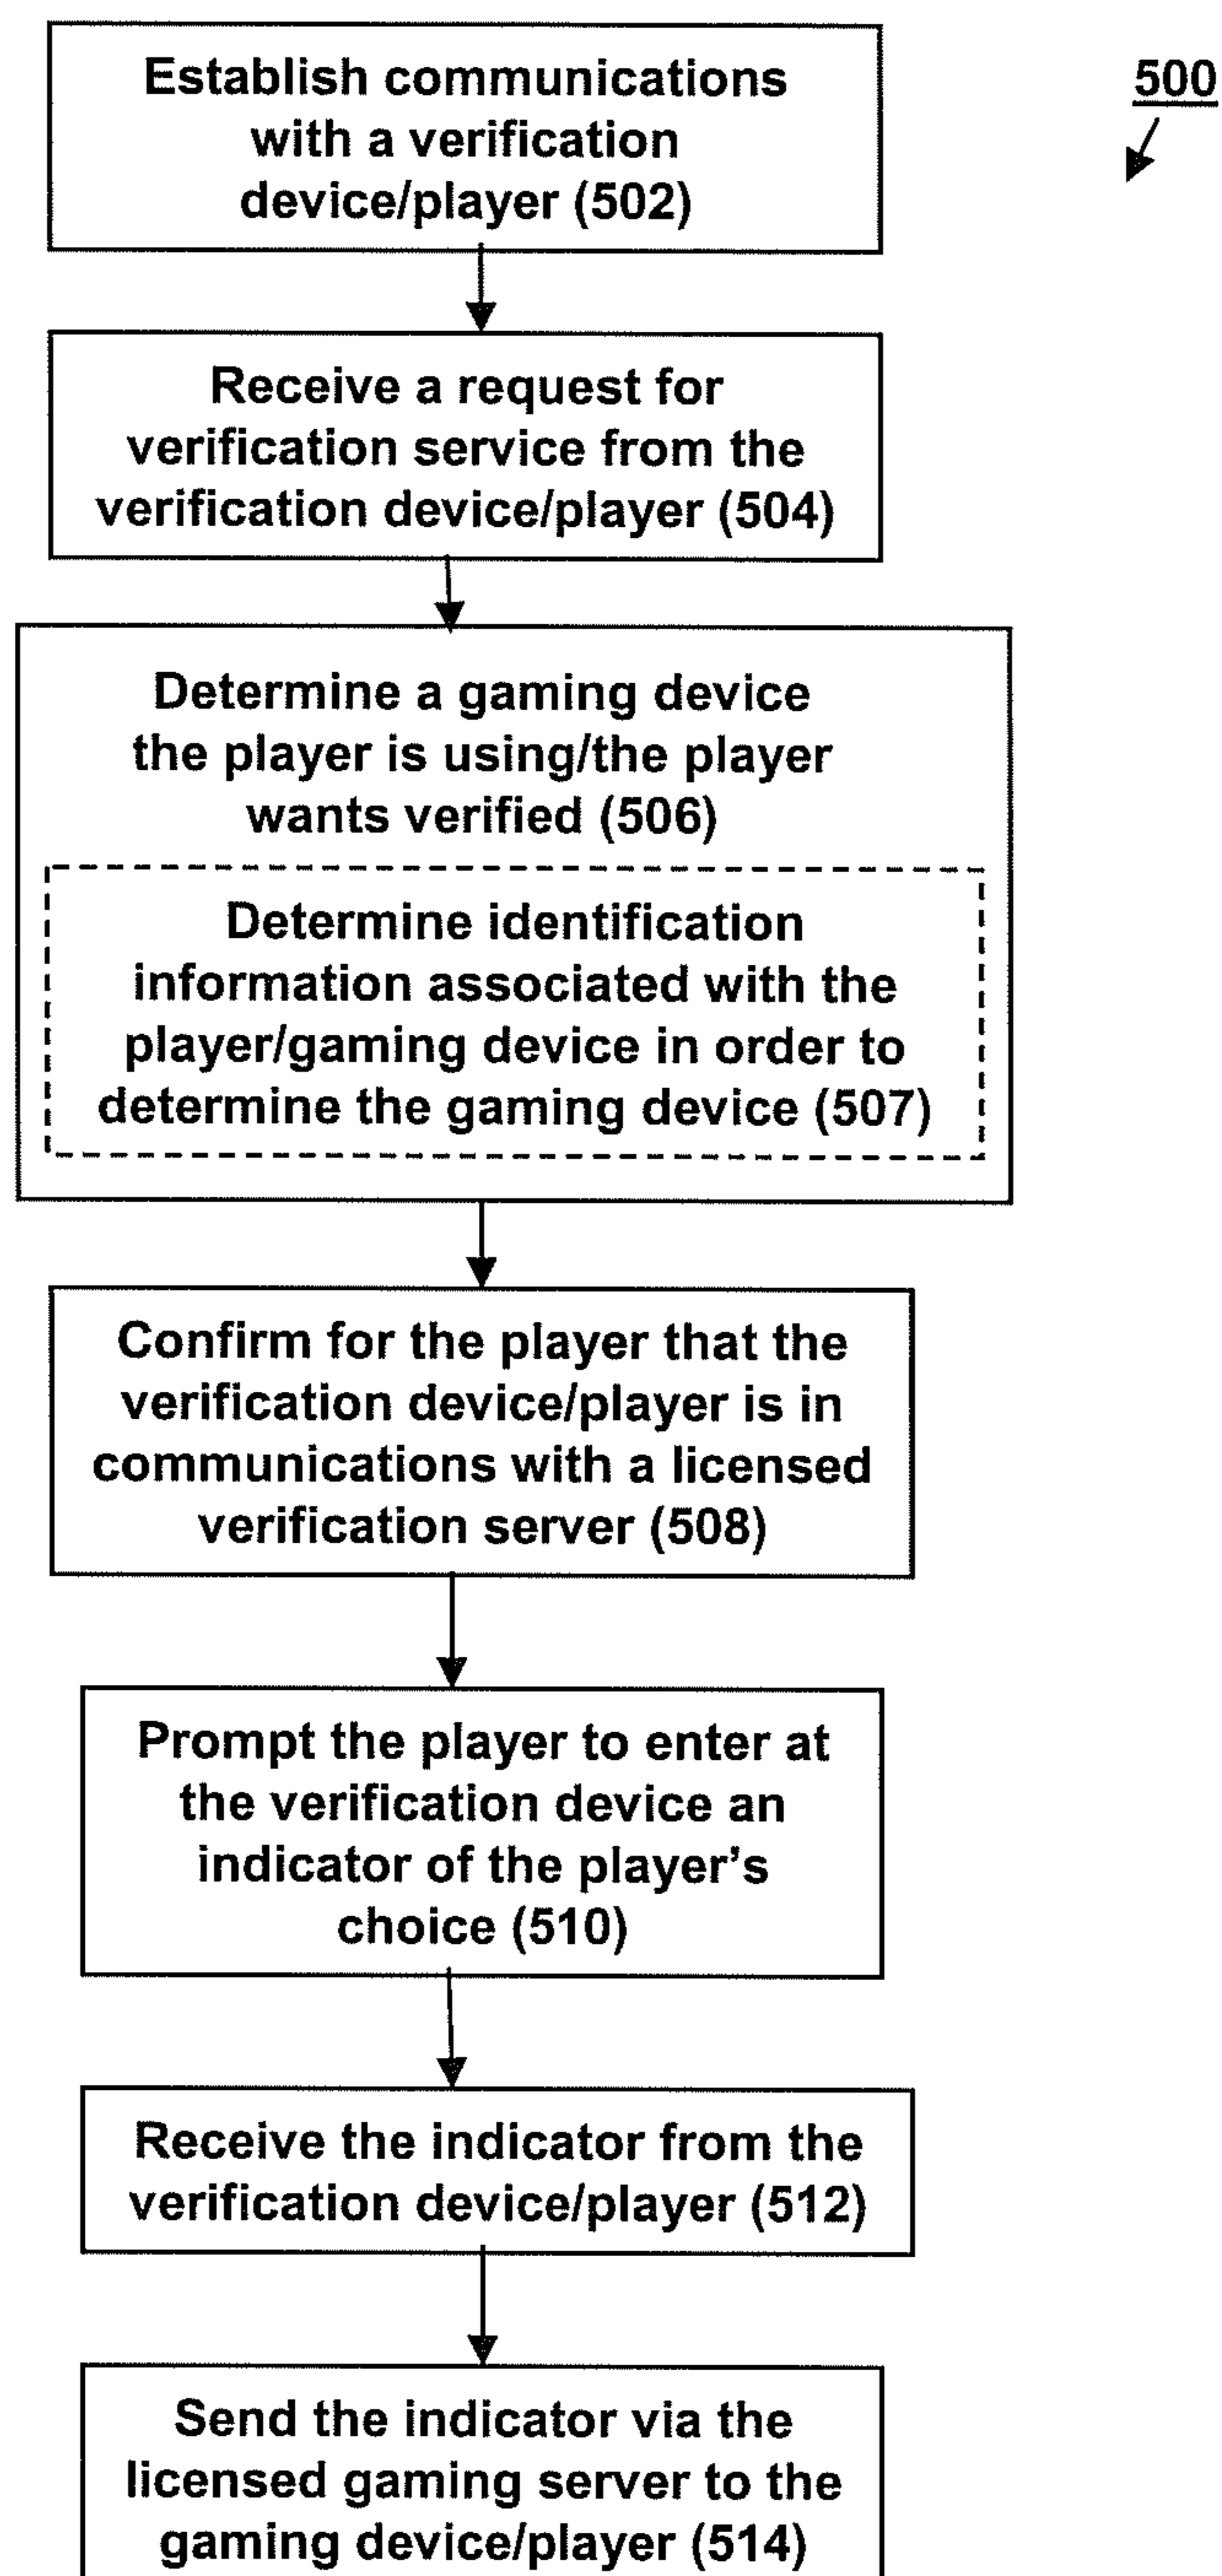 Establish communications
with a verification
device/player (502)
500
Receive a request for
verification service from the
verification device/player (504)
Determine a gaming device
the player is using/the player
wants verified (506)
Determine identification
information associated with the
player/gaming device in order to
determine the gaming device (507)
Confirm for the player that the
verification device/player is in
communications with a licensed
verification server (508)
Prompt the player to enter at
the verification device an
indicator of the player's
choice (510)
Receive the indicator from the
verification device/player (512)
Send the indicator via the
licensed gaming server to the
gaming device/player (514)